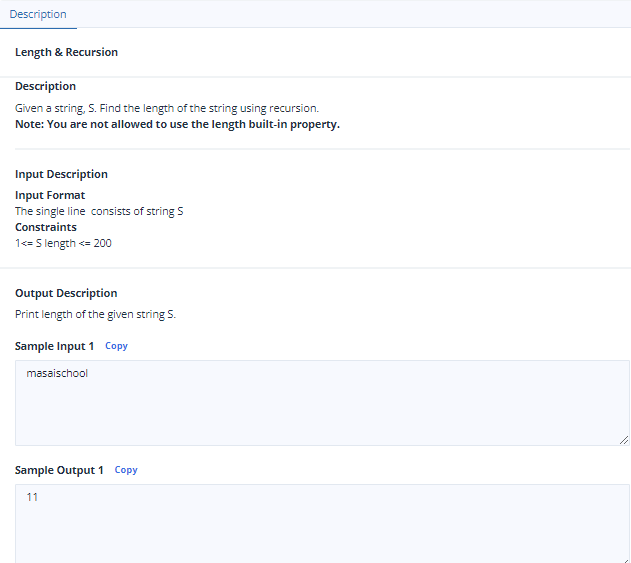 Description
Length & Recursion
Description
Given a string, S. Find the length of the string using recursion.
Note: You are not allowed to use the length built-in property.
Input Description
Input Format
The single line consists of string S
Constraints
1<= S length <= 200
Output Description
Print length of the given string S.
Sample Input 1 Copy
masaischool
Sample Output 1 Copy
11